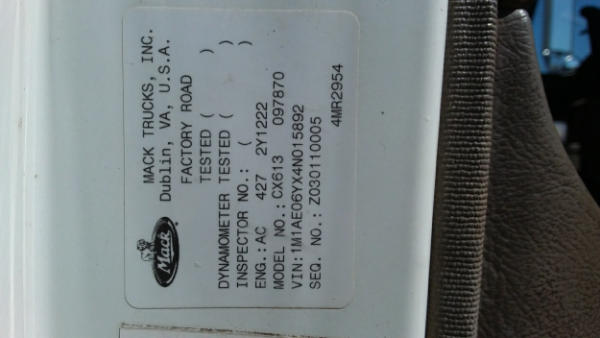 Mack
MACK TRUCKS, INC.
Dublin, VA, U.S.A.
FACTORY ROAD
TESTED ( )
DYNAMOMETER TESTED ( )
INSPECTOR NO.: ( )
ENG.:AC 427 2Y1222
MODEL NO.:CX613 097870
VIN:1M1AE06YX4N015892
SEQ. NO.: Z030110005
4MR2954